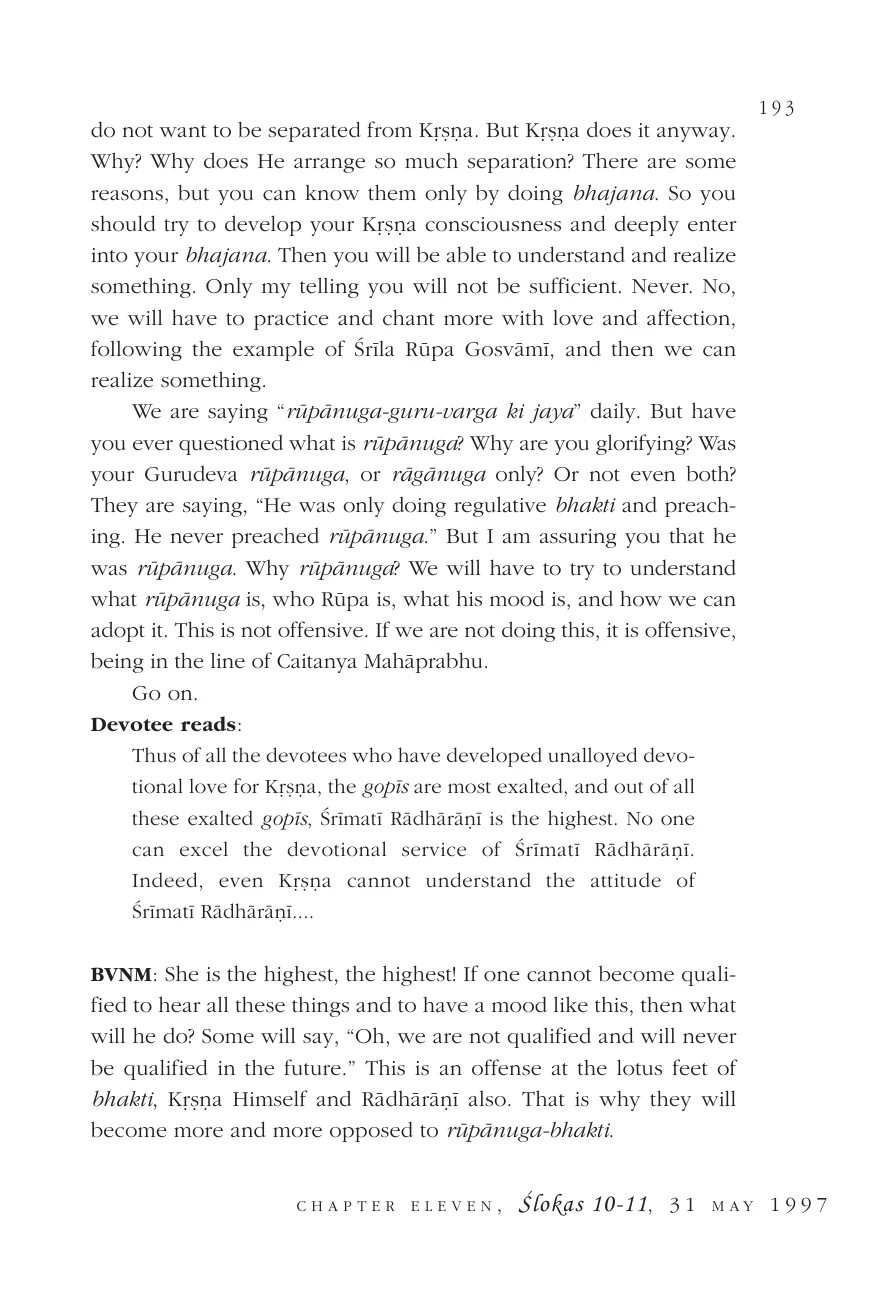 193
do not want to be separated from Kṛṣṇa. But Kṛṣṇa does it anyway.
Why? Why does He arrange so much separation? There are some
reasons, but you can know them only by doing bhajana. So you
should try to develop your Kṛṣṇa consciousness and deeply enter
into your bhajana. Then you will be able to understand and realize
something. Only my telling you will not be sufficient. Never. No,
we will have to practice and chant more with love and affection,
following the example of Śrīla Rūpa Gosvāmī, and then we can
realize something.
We are saying “rūpānuga-guru-varga ki jaya” daily. But have
you ever questioned what is rūpānuga? Why are you glorifying? Was
your Gurudeva rūpānuga, or rāgānuga only? Or not even both?
They are saying, “He was only doing regulative bhakti and preach-
ing. He never preached rūpānuga.” But I am assuring you that he
was rūpānuga. Why rūpānuga? We will have to try to understand
what rūpānuga is, who Rūpa is, what his mood is, and how we can
adopt it. This is not offensive. If we are not doing this, it is offensive,
being in the line of Caitanya Mahāprabhu.
Go on.
Devotee reads:
Thus of all the devotees who have developed unalloyed devo-
tional love for Kṛṣṇa, the gopīs are most exalted, and out of all
these exalted gopīs, Śrīmatī Rādhārāṇī is the highest. No one
can excel the devotional service of Śrīmatī Rādhārāṇī.
Indeed, even Kṛṣṇa cannot understand the attitude of
Śrīmatī Rādhārāṇī....
BVNM: She is the highest, the highest! If one cannot become quali-
fied to hear all these things and to have a mood like this, then what
will he do? Some will say, “Oh, we are not qualified and will never
be qualified in the future.” This is an offense at the lotus feet of
bhakti, Kṛṣṇa Himself and Rādhārāṇī also. That is why they will
become more and more opposed to rūpānuga-bhakti.
CHAPTER ELEVEN, Ślokas 10-11, 31 MAY 1997